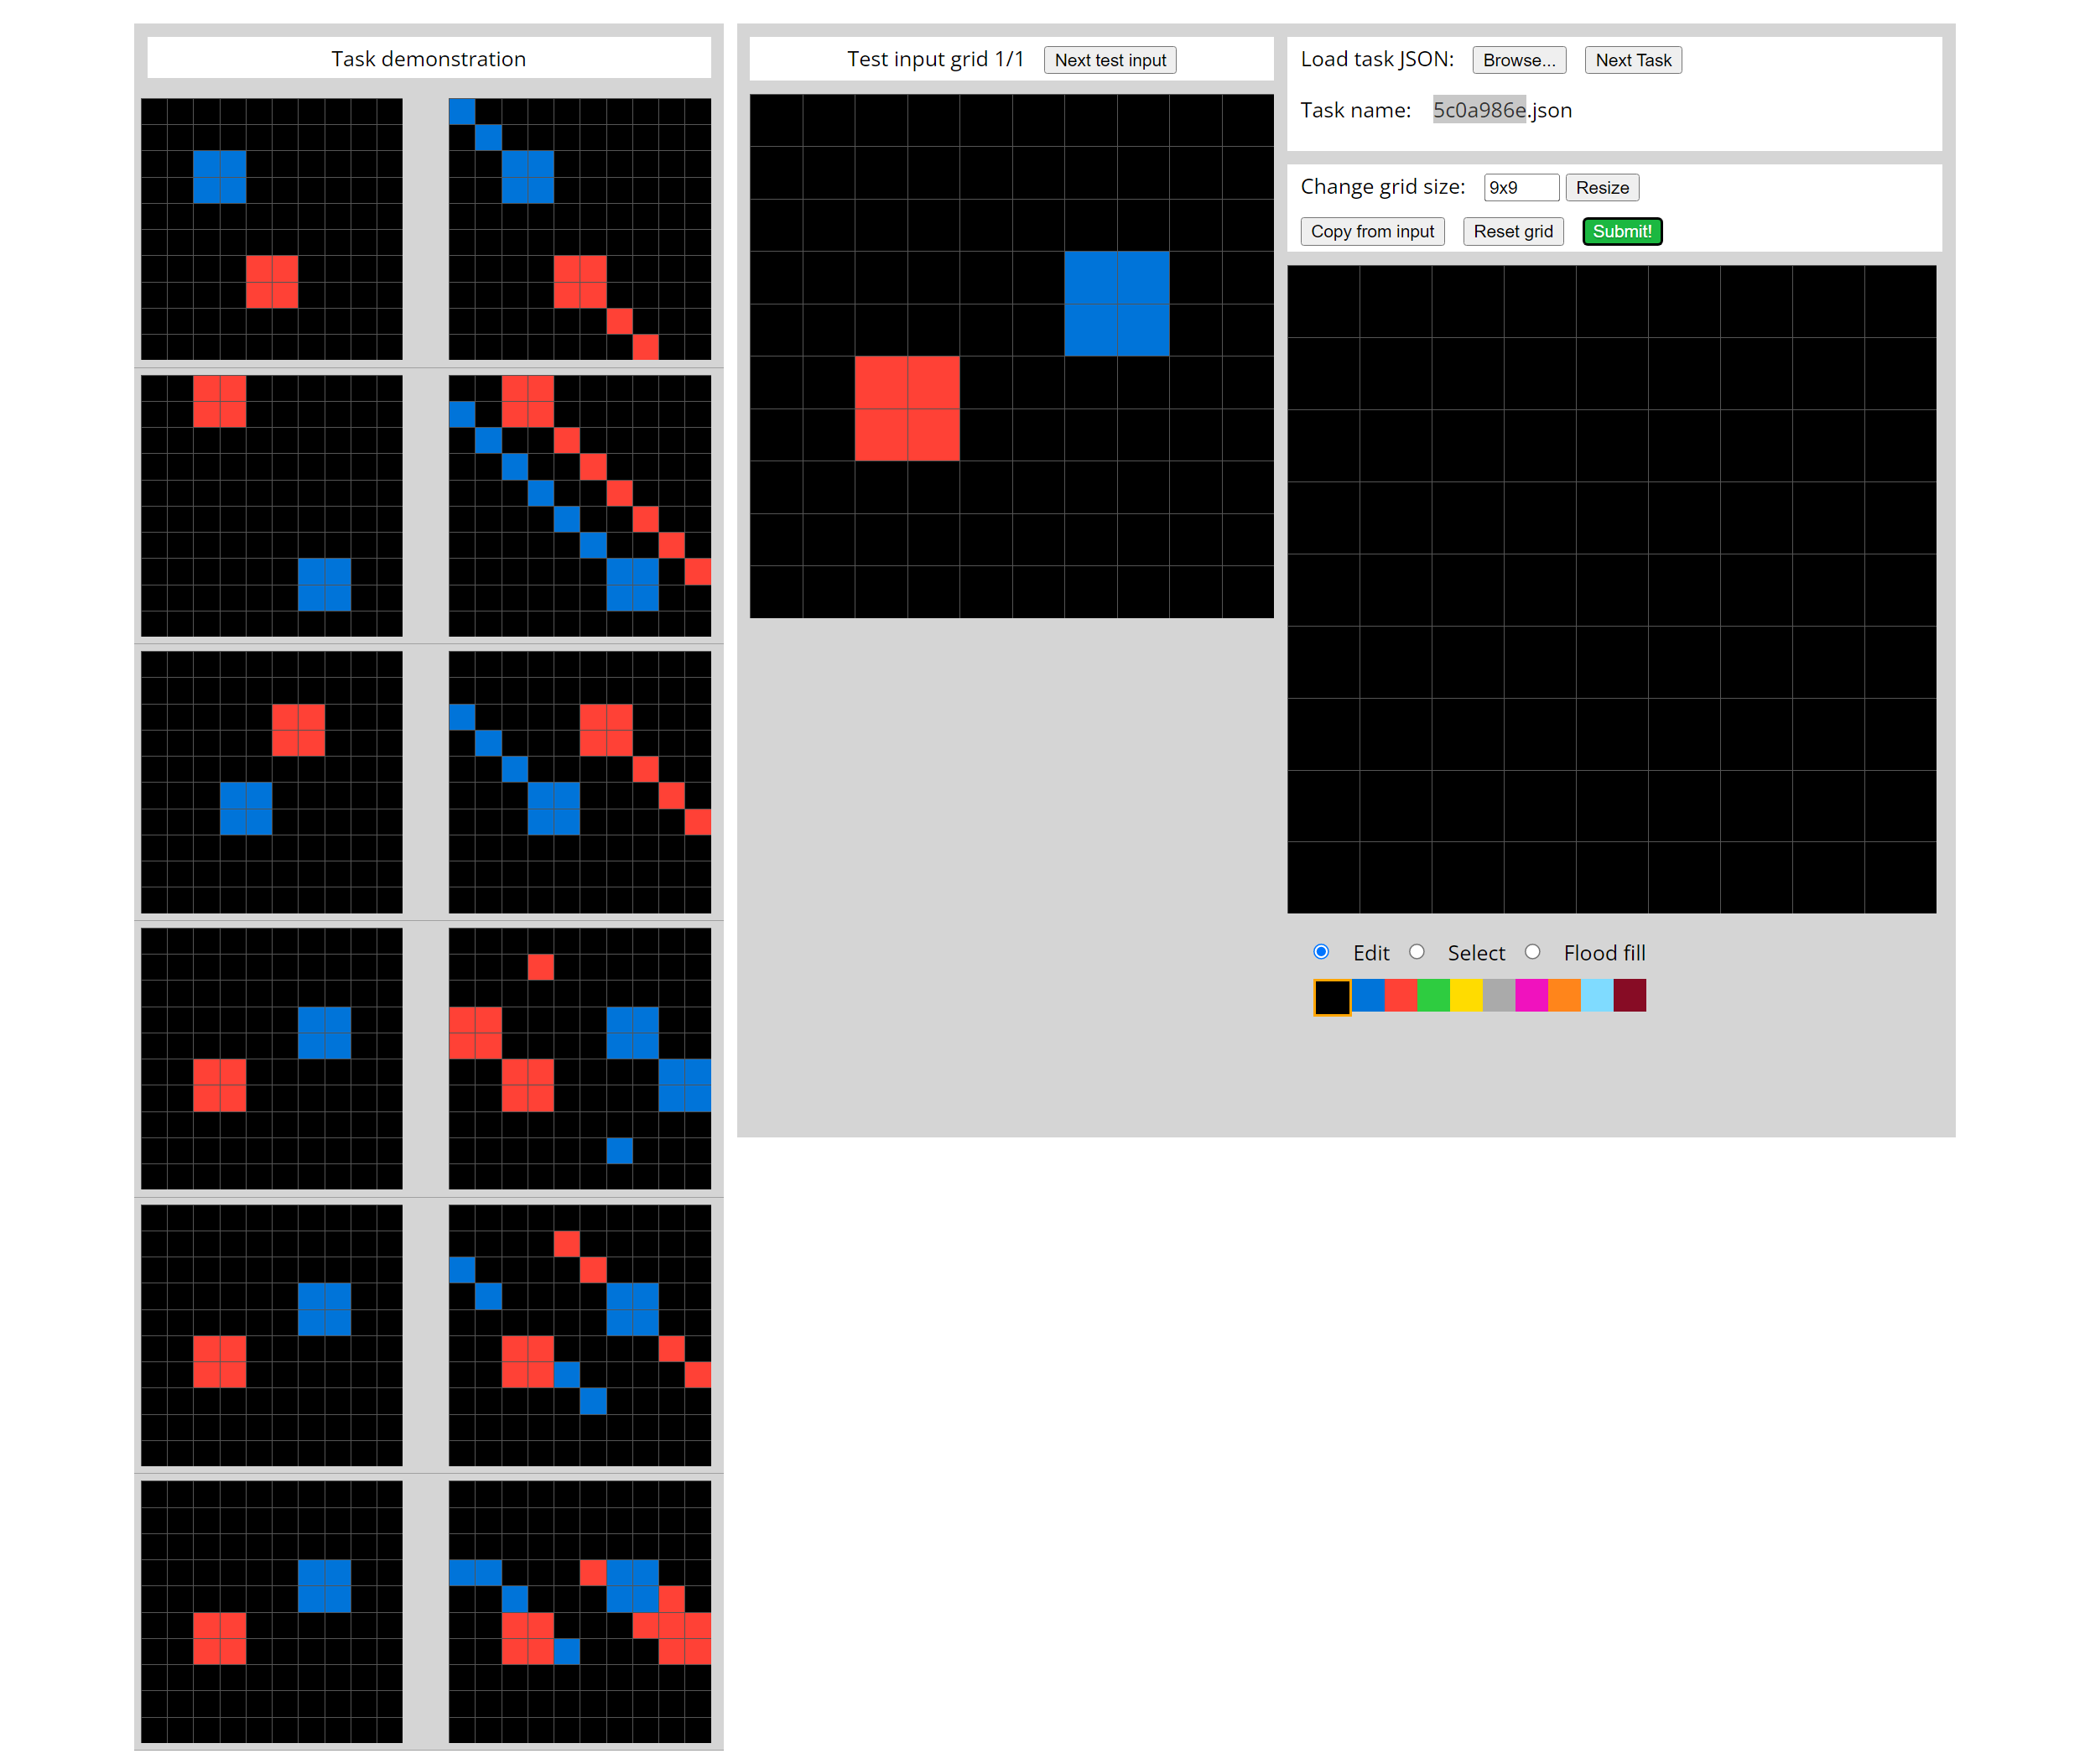 Task demonstration
Test input grid 1/1 Next test input
Load task JSON: Browse... Next Task
Task name: 5c0a986e.json
Change grid size: 9x9 Resize
Copy from input Reset grid Submit!
Edit Select Flood fill